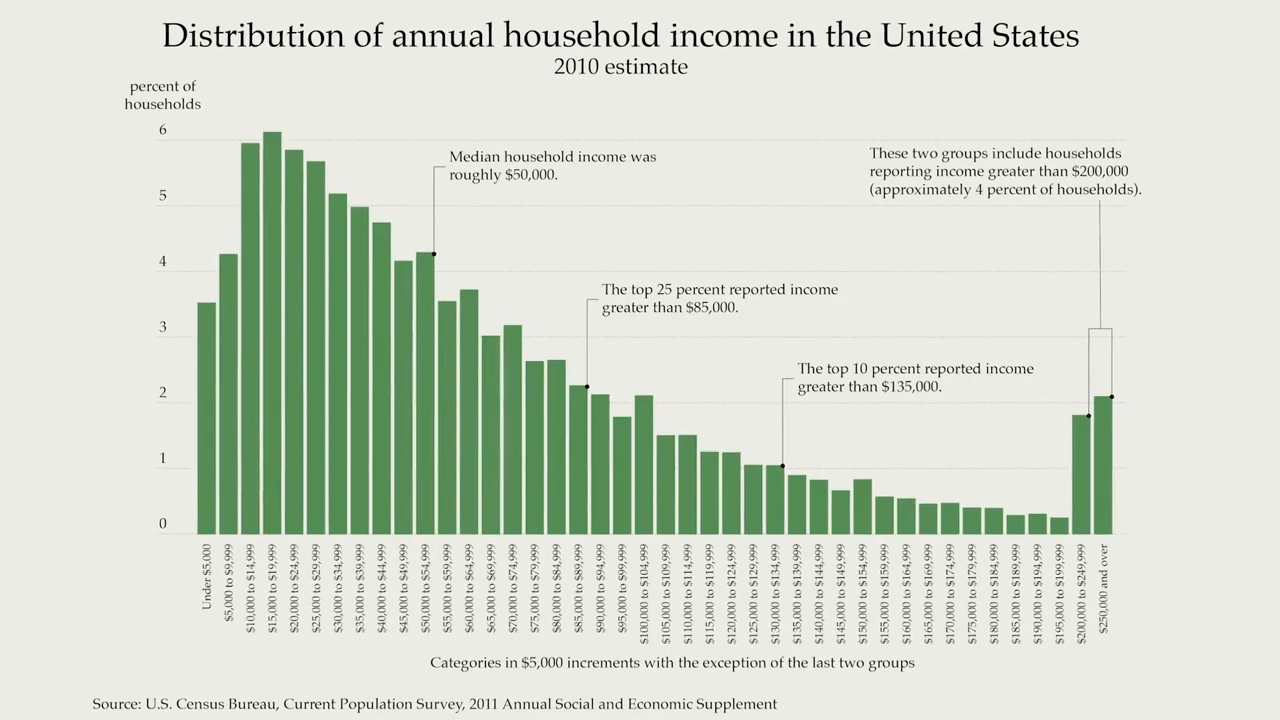 Distribution of annual household income in the United States
2010 estimate
percent of
households
6
5
4
3
2
1
0
Median household income was
roughly $50,000.
The top 25 percent reported income
greater than $85,000.
The top 10 percent reported income
greater than $135,000.
These two groups include households
reporting income greater than $200,000
(approximately 4 percent of households).
Under $5,000
$5,000 to $9,999
$10,000 to $14,999
$15,000 to $19,999
$20,000 to $24,999
$25,000 to $29,999
$30,000 to $34,999
$35,000 to $39,999
$40,000 to $44,999
$45,000 to $49,999
$50,000 to $54,999
$55,000 to $59,999
$60,000 to $64,999
$65,000 to $69,999
$70,000 to $74,999
$75,000 to $79,999
$80,000 to $84,999
$85,000 to $89,999
$90,000 to $94,999
$95,000 to $99,999
$100,000 to $104,999
$105,000 to $109,999
$110,000 to $114,999
$115,000 to $119,999
$120,000 to $124,999
$125,000 to $129,999
$130,000 to $134,999
$135,000 to $139,999
$140,000 to $144,999
$145,000 to $149,999
$150,000 to $154,999
$155,000 to $159,999
$160,000 to $164,999
$165,000 to $169,999
$170,000 to $174,999
$175,000 to $179,999
$180,000 to $184,999
$185,000 to $189,999
$190,000 to $194,999
$195,000 to $199,999
$200,000 to $249,999
$250,000 and over
Categories in $5,000 increments with the exception of the last two groups
Source: U.S. Census Bureau, Current Population Survey, 2011 Annual Social and Economic Supplement